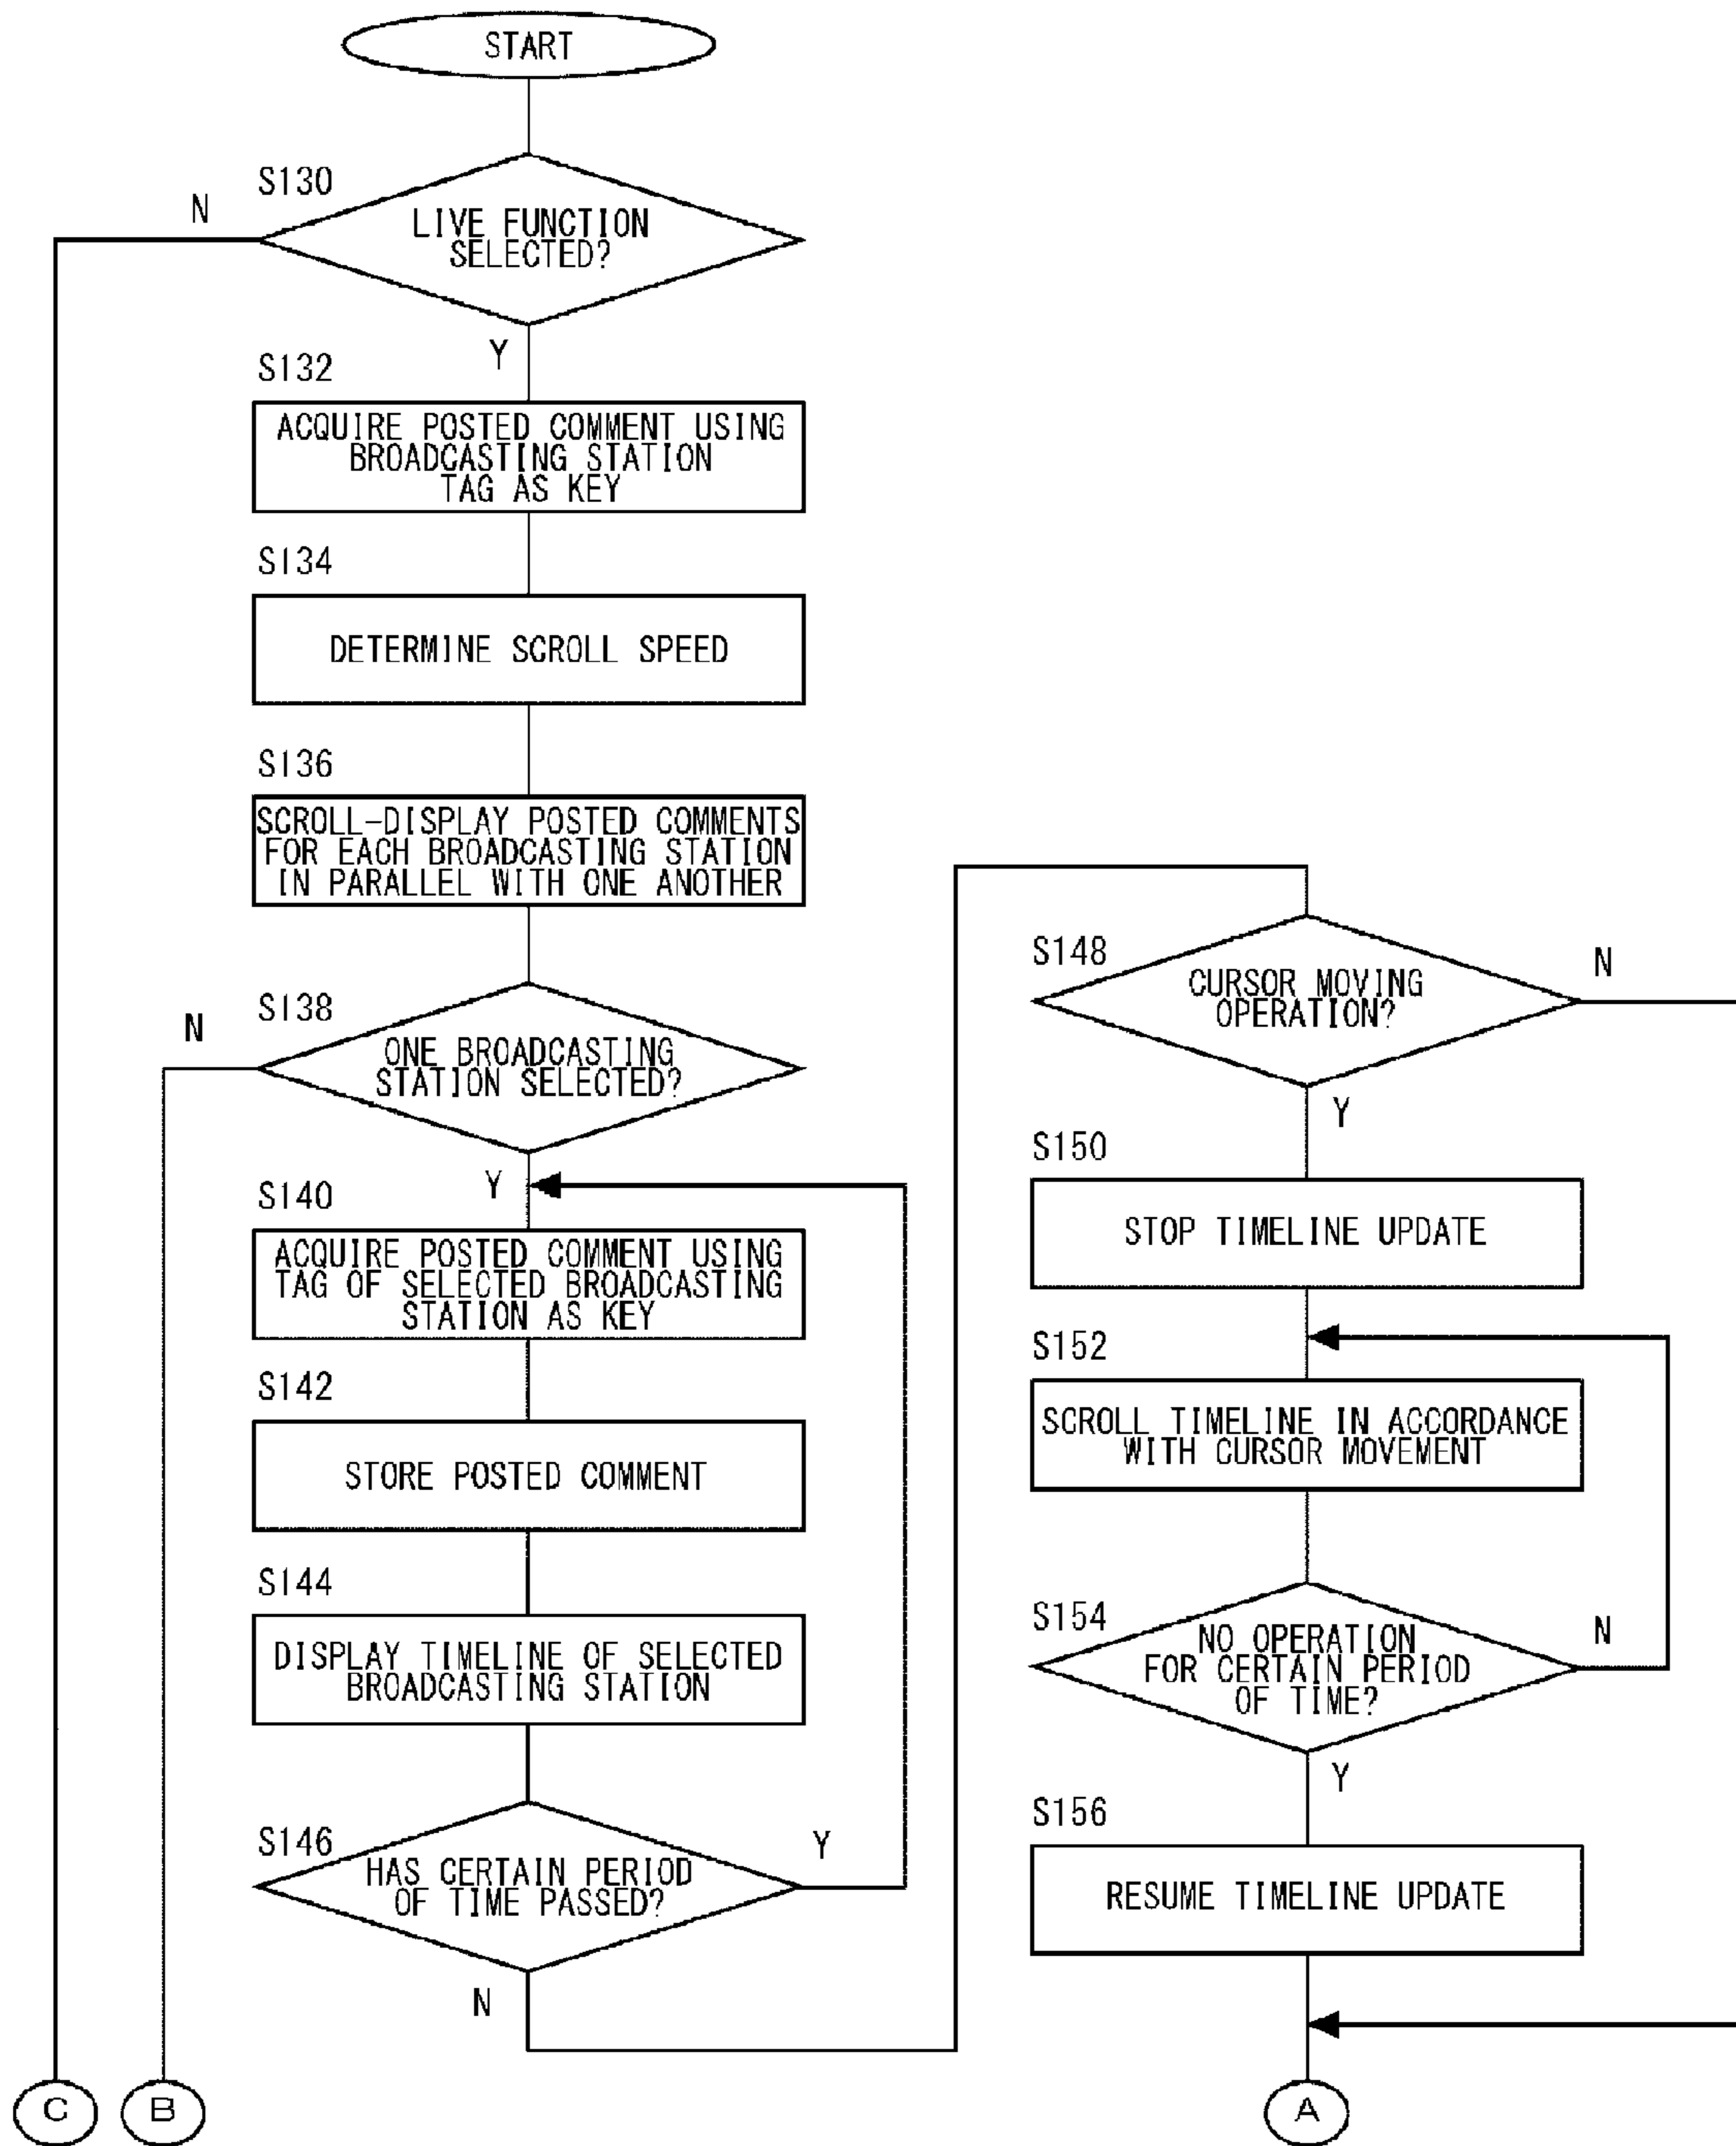 START
S130
N
LIVE FUNCTION
SELECTED?
Y
S132
ACQUIRE POSTED COMMENT USING
BROADCASTING STATION
TAG AS KEY
S134
DETERMINE SCROLL SPEED
S136
SCROLL-DISPLAY POSTED COMMENTS
FOR EACH BROADCASTING STATION
IN PARALLEL WITH ONE ANOTHER
S138
N
ONE BROADCASTING
STATION SELECTED?
Y
S140
ACQUIRE POSTED COMMENT USING
TAG OF SELECTED BROADCASTING
STATION AS KEY
S142
STORE POSTED COMMENT
S144
DISPLAY TIMELINE OF SELECTED
BROADCASTING STATION
S146
HAS CERTAIN PERIOD
OF TIME PASSED?
Y
N
S148
CURSOR MOVING
OPERATION?
N
Y
S150
STOP TIMELINE UPDATE
S152
SCROLL TIMELINE IN ACCORDANCE
WITH CURSOR MOVEMENT
S154
NO OPERATION
FOR CERTAIN PERIOD
OF TIME?
N
Y
S156
RESUME TIMELINE UPDATE
C
B
A